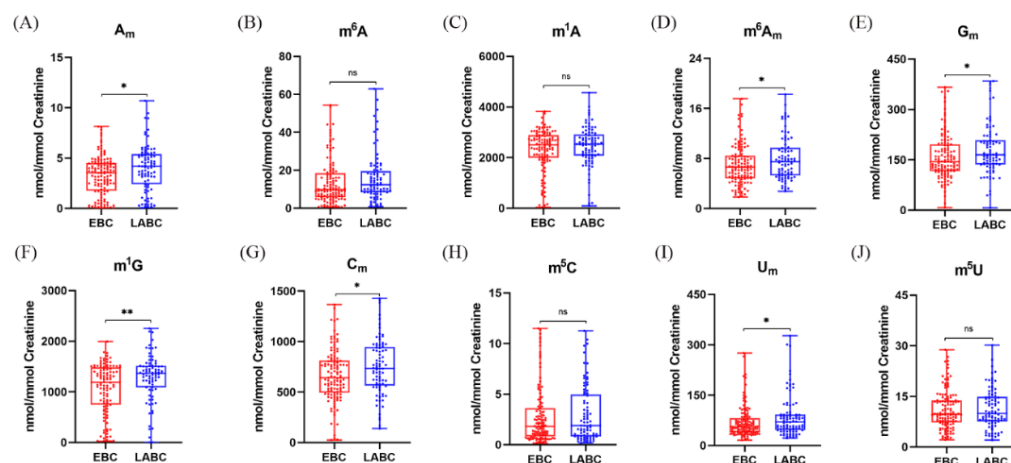 (A)
A_m
nmol/mmol Creatinine
15
10
5
0
*
EBC LABC
(B)
m⁶A
nmol/mmol Creatinine
80
60
40
20
0
ns
EBC LABC
(C)
m¹A
nmol/mmol Creatinine
6000
4000
2000
0
ns
EBC LABC
(D)
m⁶A_m
nmol/mmol Creatinine
24
16
8
0
*
EBC LABC
(E)
G_m
nmol/mmol Creatinine
450
300
150
0
*
EBC LABC
(F)
m¹G
nmol/mmol Creatinine
3000
2000
1000
0
**
EBC LABC
(G)
C_m
nmol/mmol Creatinine
1500
1000
500
0
*
EBC LABC
(H)
m⁵C
nmol/mmol Creatinine
15
10
5
0
ns
EBC LABC
(I)
U_m
nmol/mmol Creatinine
450
300
150
0
*
EBC LABC
(J)
m⁵U
nmol/mmol Creatinine
45
30
15
0
ns
EBC LABC